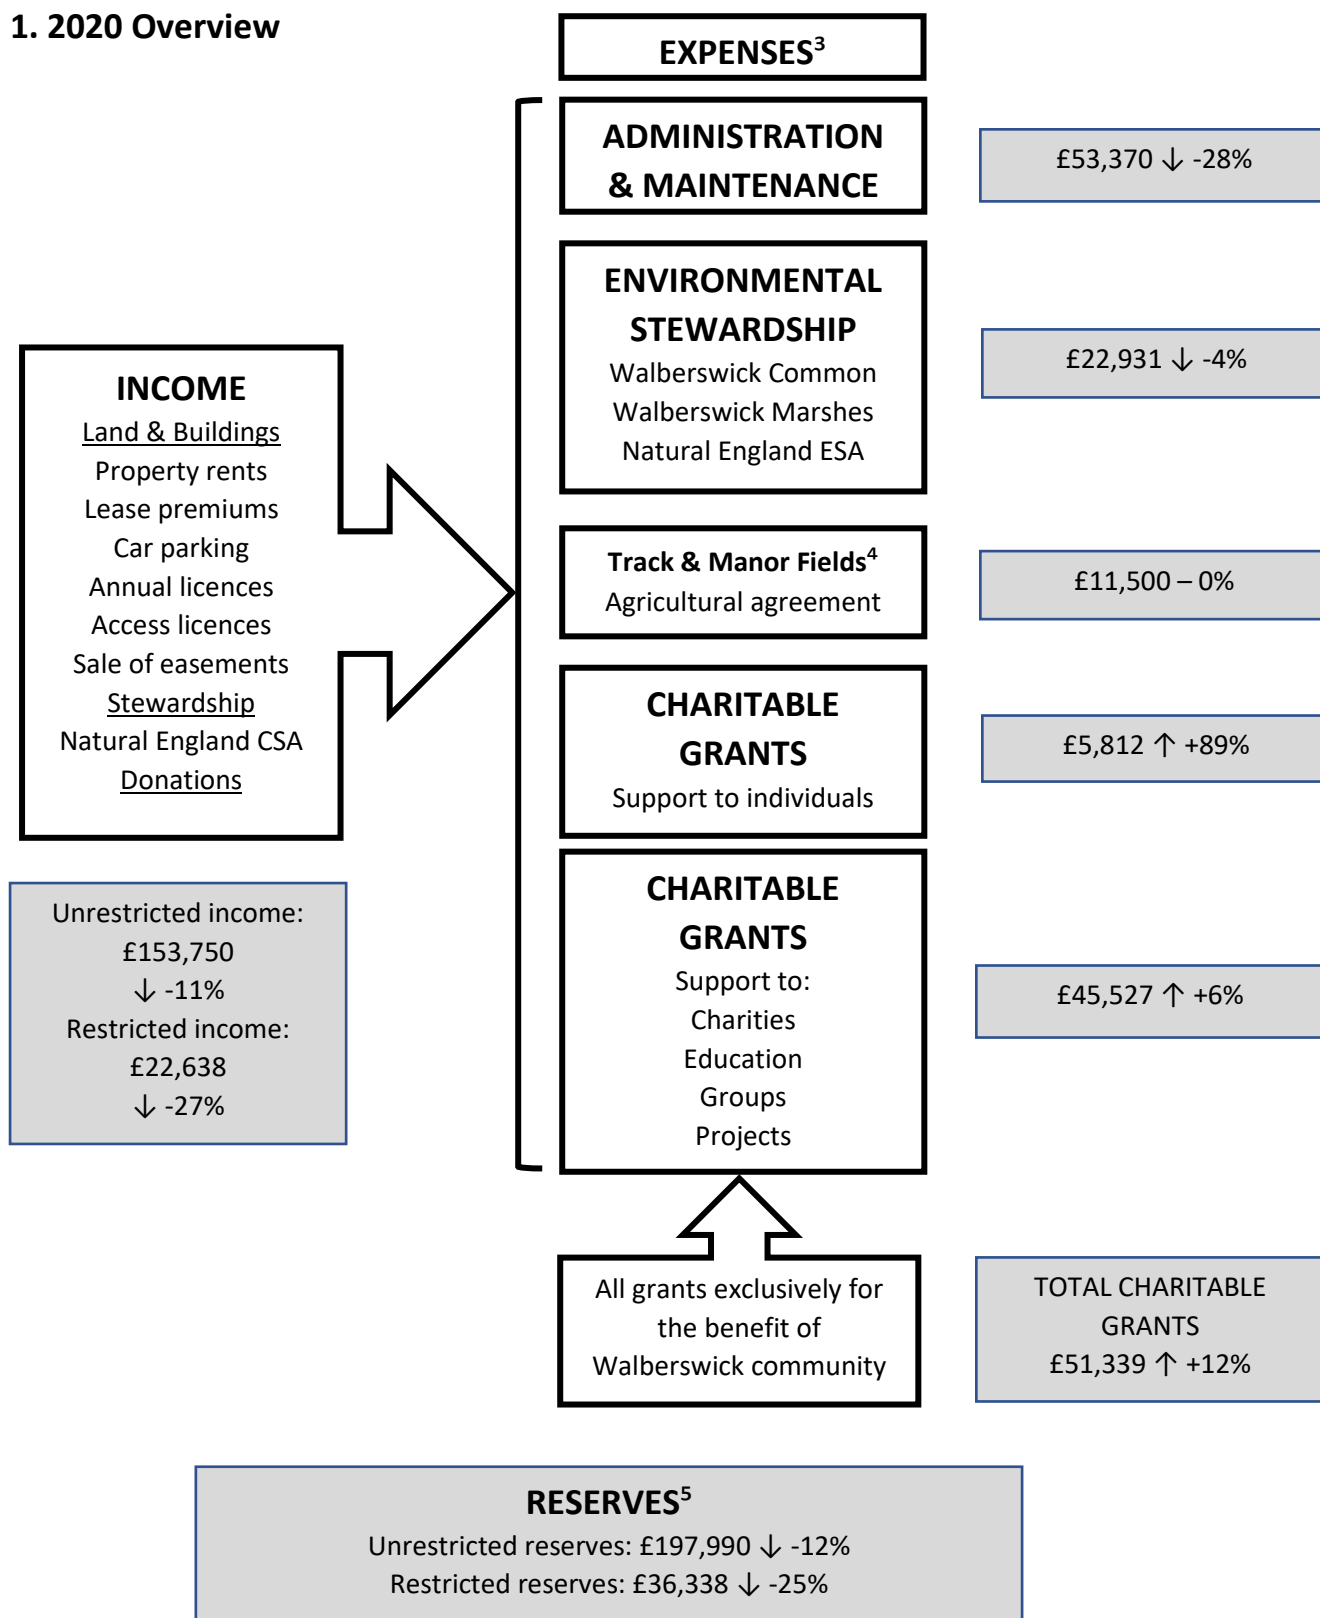 1. 2020 Overview
EXPENSES³
ADMINISTRATION
& MAINTENANCE
£53,370 ↓ -28%
ENVIRONMENTAL
STEWARDSHIP
Walberswick Common
Walberswick Marshes
Natural England ESA
£22,931 ↓ -4%
INCOME
Land & Buildings
Property rents
Lease premiums
Car parking
Annual licences
Access licences
Sale of easements
Stewardship
Natural England CSA
Donations
Track & Manor Fields⁴
Agricultural agreement
£11,500 – 0%
CHARITABLE
GRANTS
Support to individuals
£5,812 ↑ +89%
Unrestricted income:
£153,750
↓ -11%
Restricted income:
£22,638
↓ -27%
CHARITABLE
GRANTS
Support to:
Charities
Education
Groups
Projects
£45,527 ↑ +6%
All grants exclusively for
the benefit of
Walberswick community
TOTAL CHARITABLE
GRANTS
£51,339 ↑ +12%
RESERVES⁵
Unrestricted reserves: £197,990 ↓ -12%
Restricted reserves: £36,338 ↓ -25%